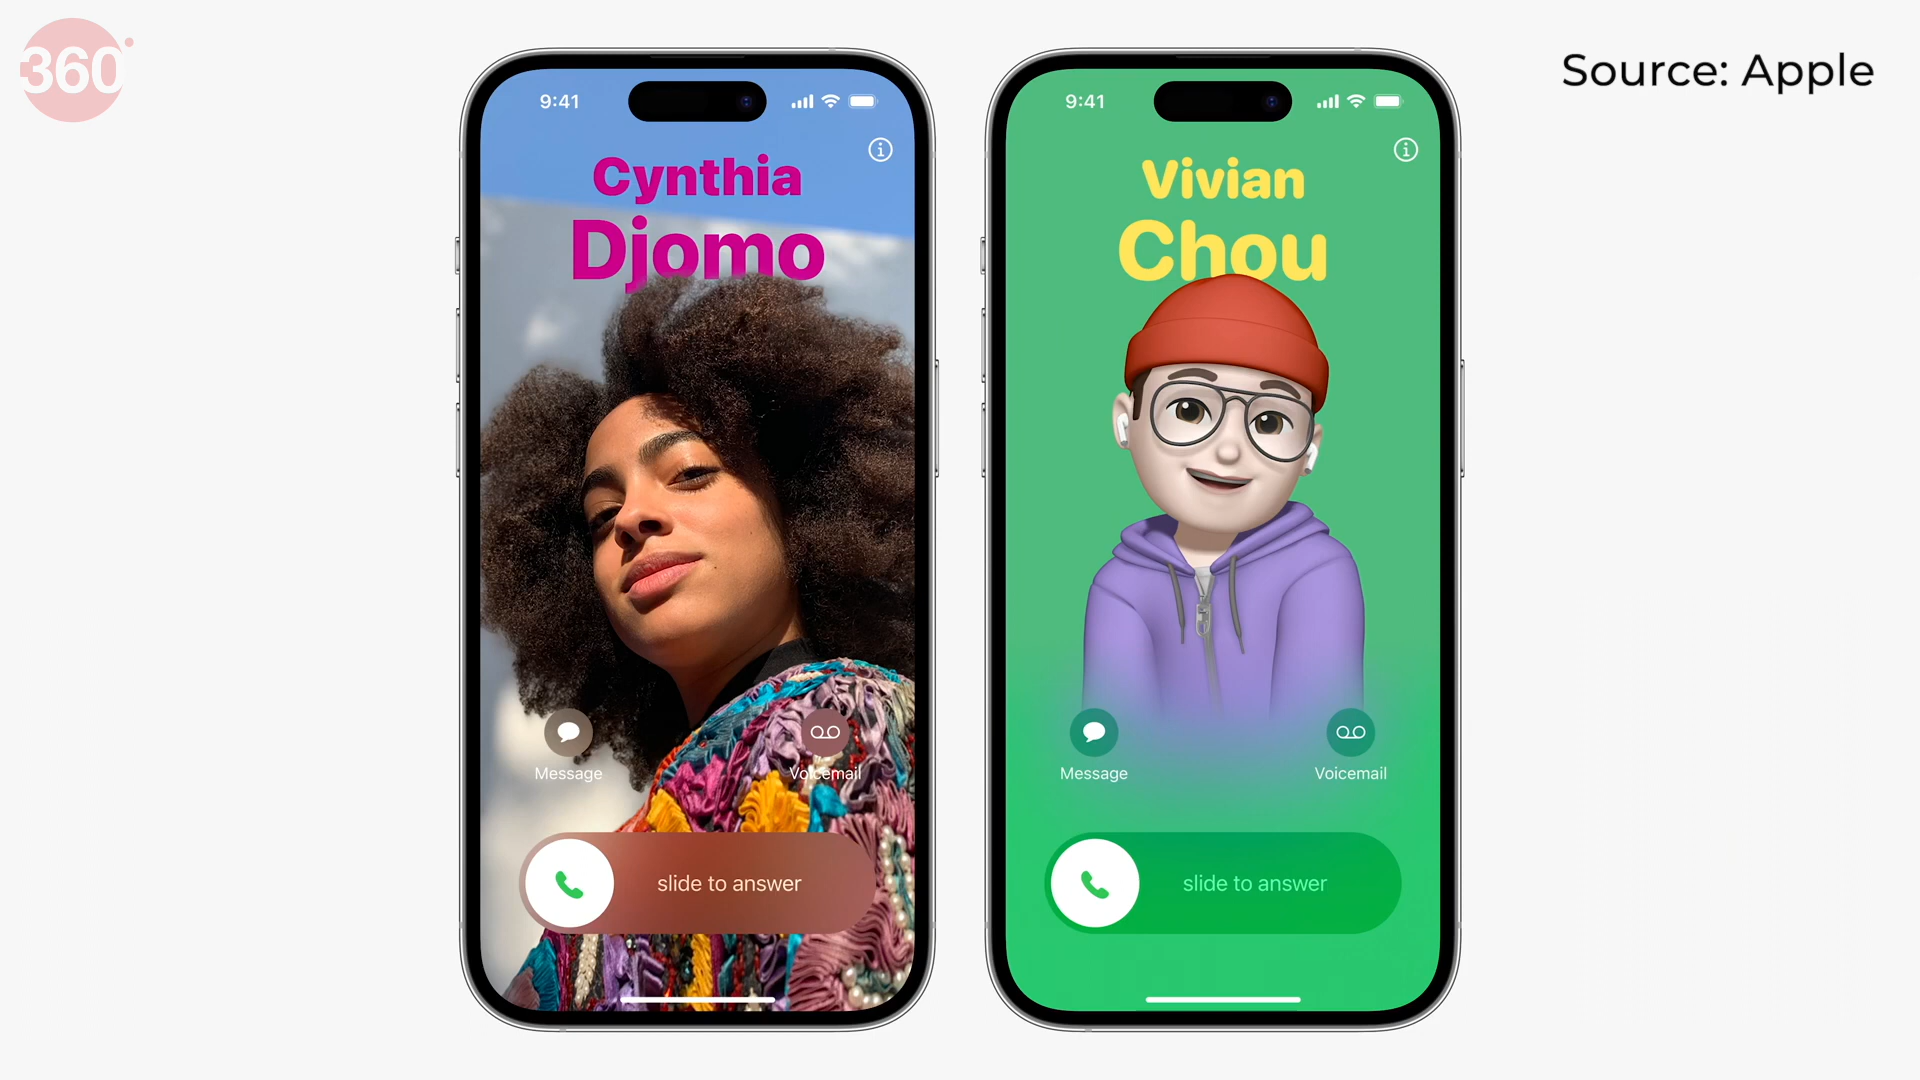 360°
Source: Apple
9:41
Cynthia
Djomo
Message
Voicemail
slide to answer
9:41
Vivian
Chou
Message
Voicemail
slide to answer